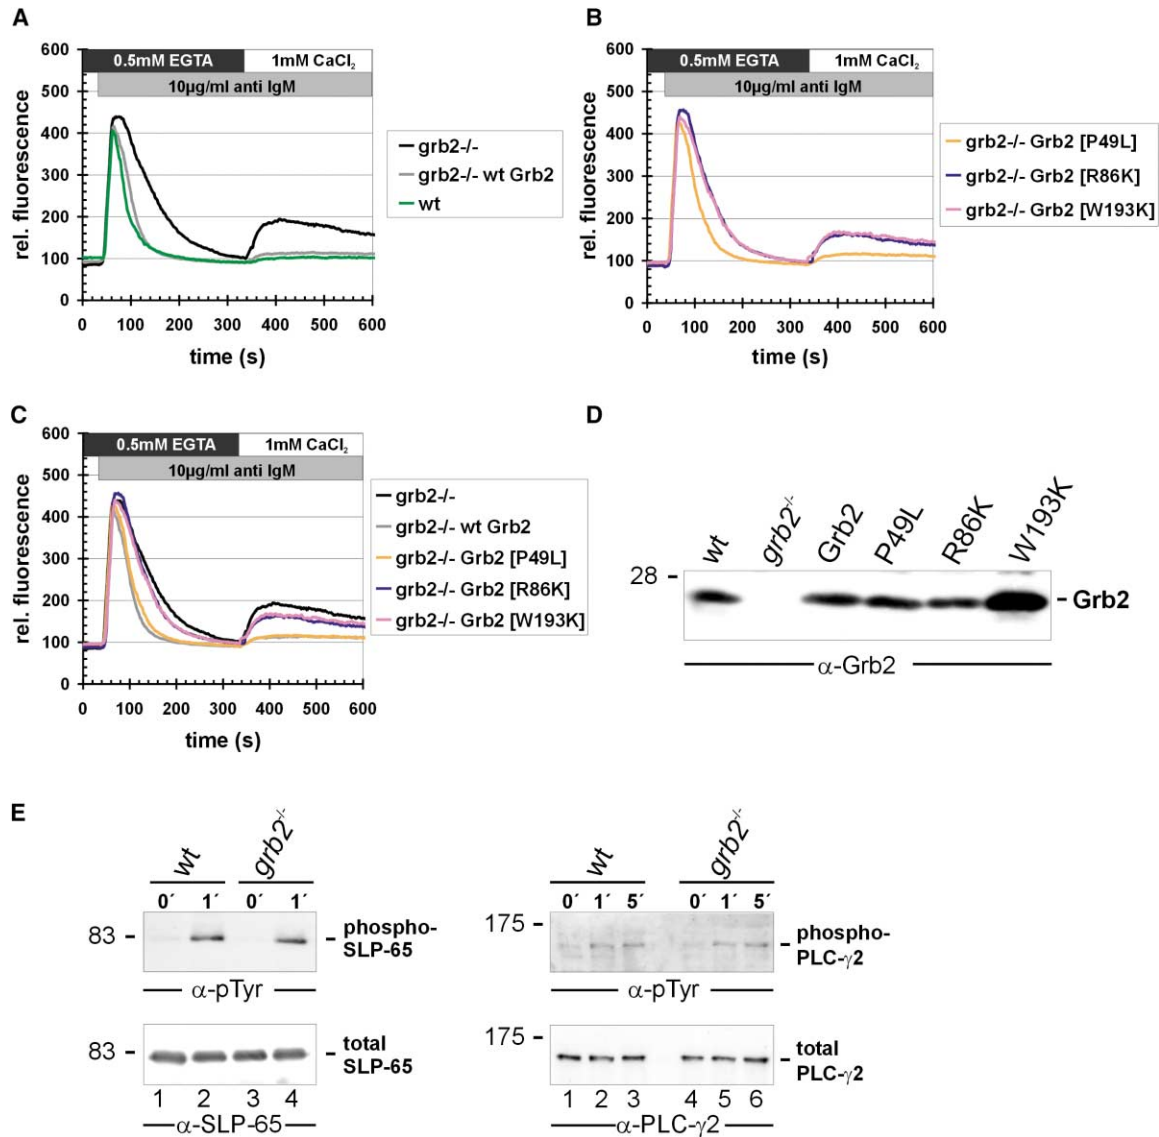 A
600
500
400
300
200
100
0
0.5mM EGTA
1mM CaCl₂
10µg/ml anti IgM
rel. fluorescence
0 100 200 300 400 500 600
time (s)
grb2-/-
grb2-/- wt Grb2
wt
B
600
500
400
300
200
100
0
0.5mM EGTA
1mM CaCl₂
10µg/ml anti IgM
rel. fluorescence
0 100 200 300 400 500 600
time (s)
grb2-/- Grb2 [P49L]
grb2-/- Grb2 [R86K]
grb2-/- Grb2 [W193K]
C
600
500
400
300
200
100
0
0.5mM EGTA
1mM CaCl₂
10µg/ml anti IgM
rel. fluorescence
0 100 200 300 400 500 600
time (s)
grb2-/-
grb2-/- wt Grb2
grb2-/- Grb2 [P49L]
grb2-/- Grb2 [R86K]
grb2-/- Grb2 [W193K]
D
wt grb2-/- Grb2 P49L R86K W193K
28
Grb2
α-Grb2
E
wt grb2-/-
0´ 1´ 0´ 1´
83
phospho-
SLP-65
α-pTyr
83
total
SLP-65
1 2 3 4
α-SLP-65
wt grb2-/-
0´ 1´ 5´ 0´ 1´ 5´
175
phospho-
PLC-γ2
α-pTyr
175
total
PLC-γ2
1 2 3 4 5 6
α-PLC-γ2